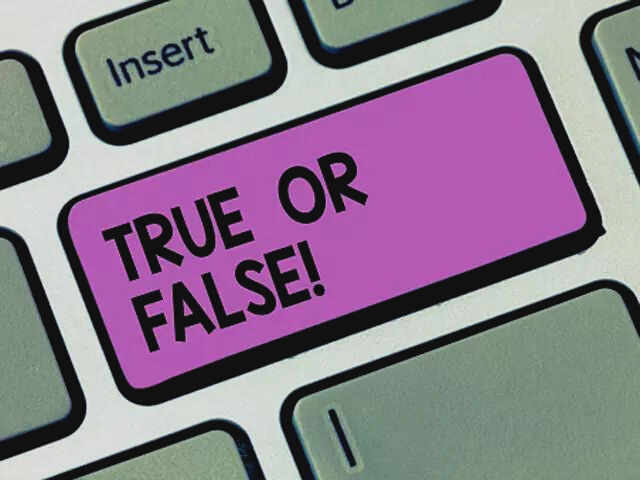 Insert
TRUE OR
FALSE!
|